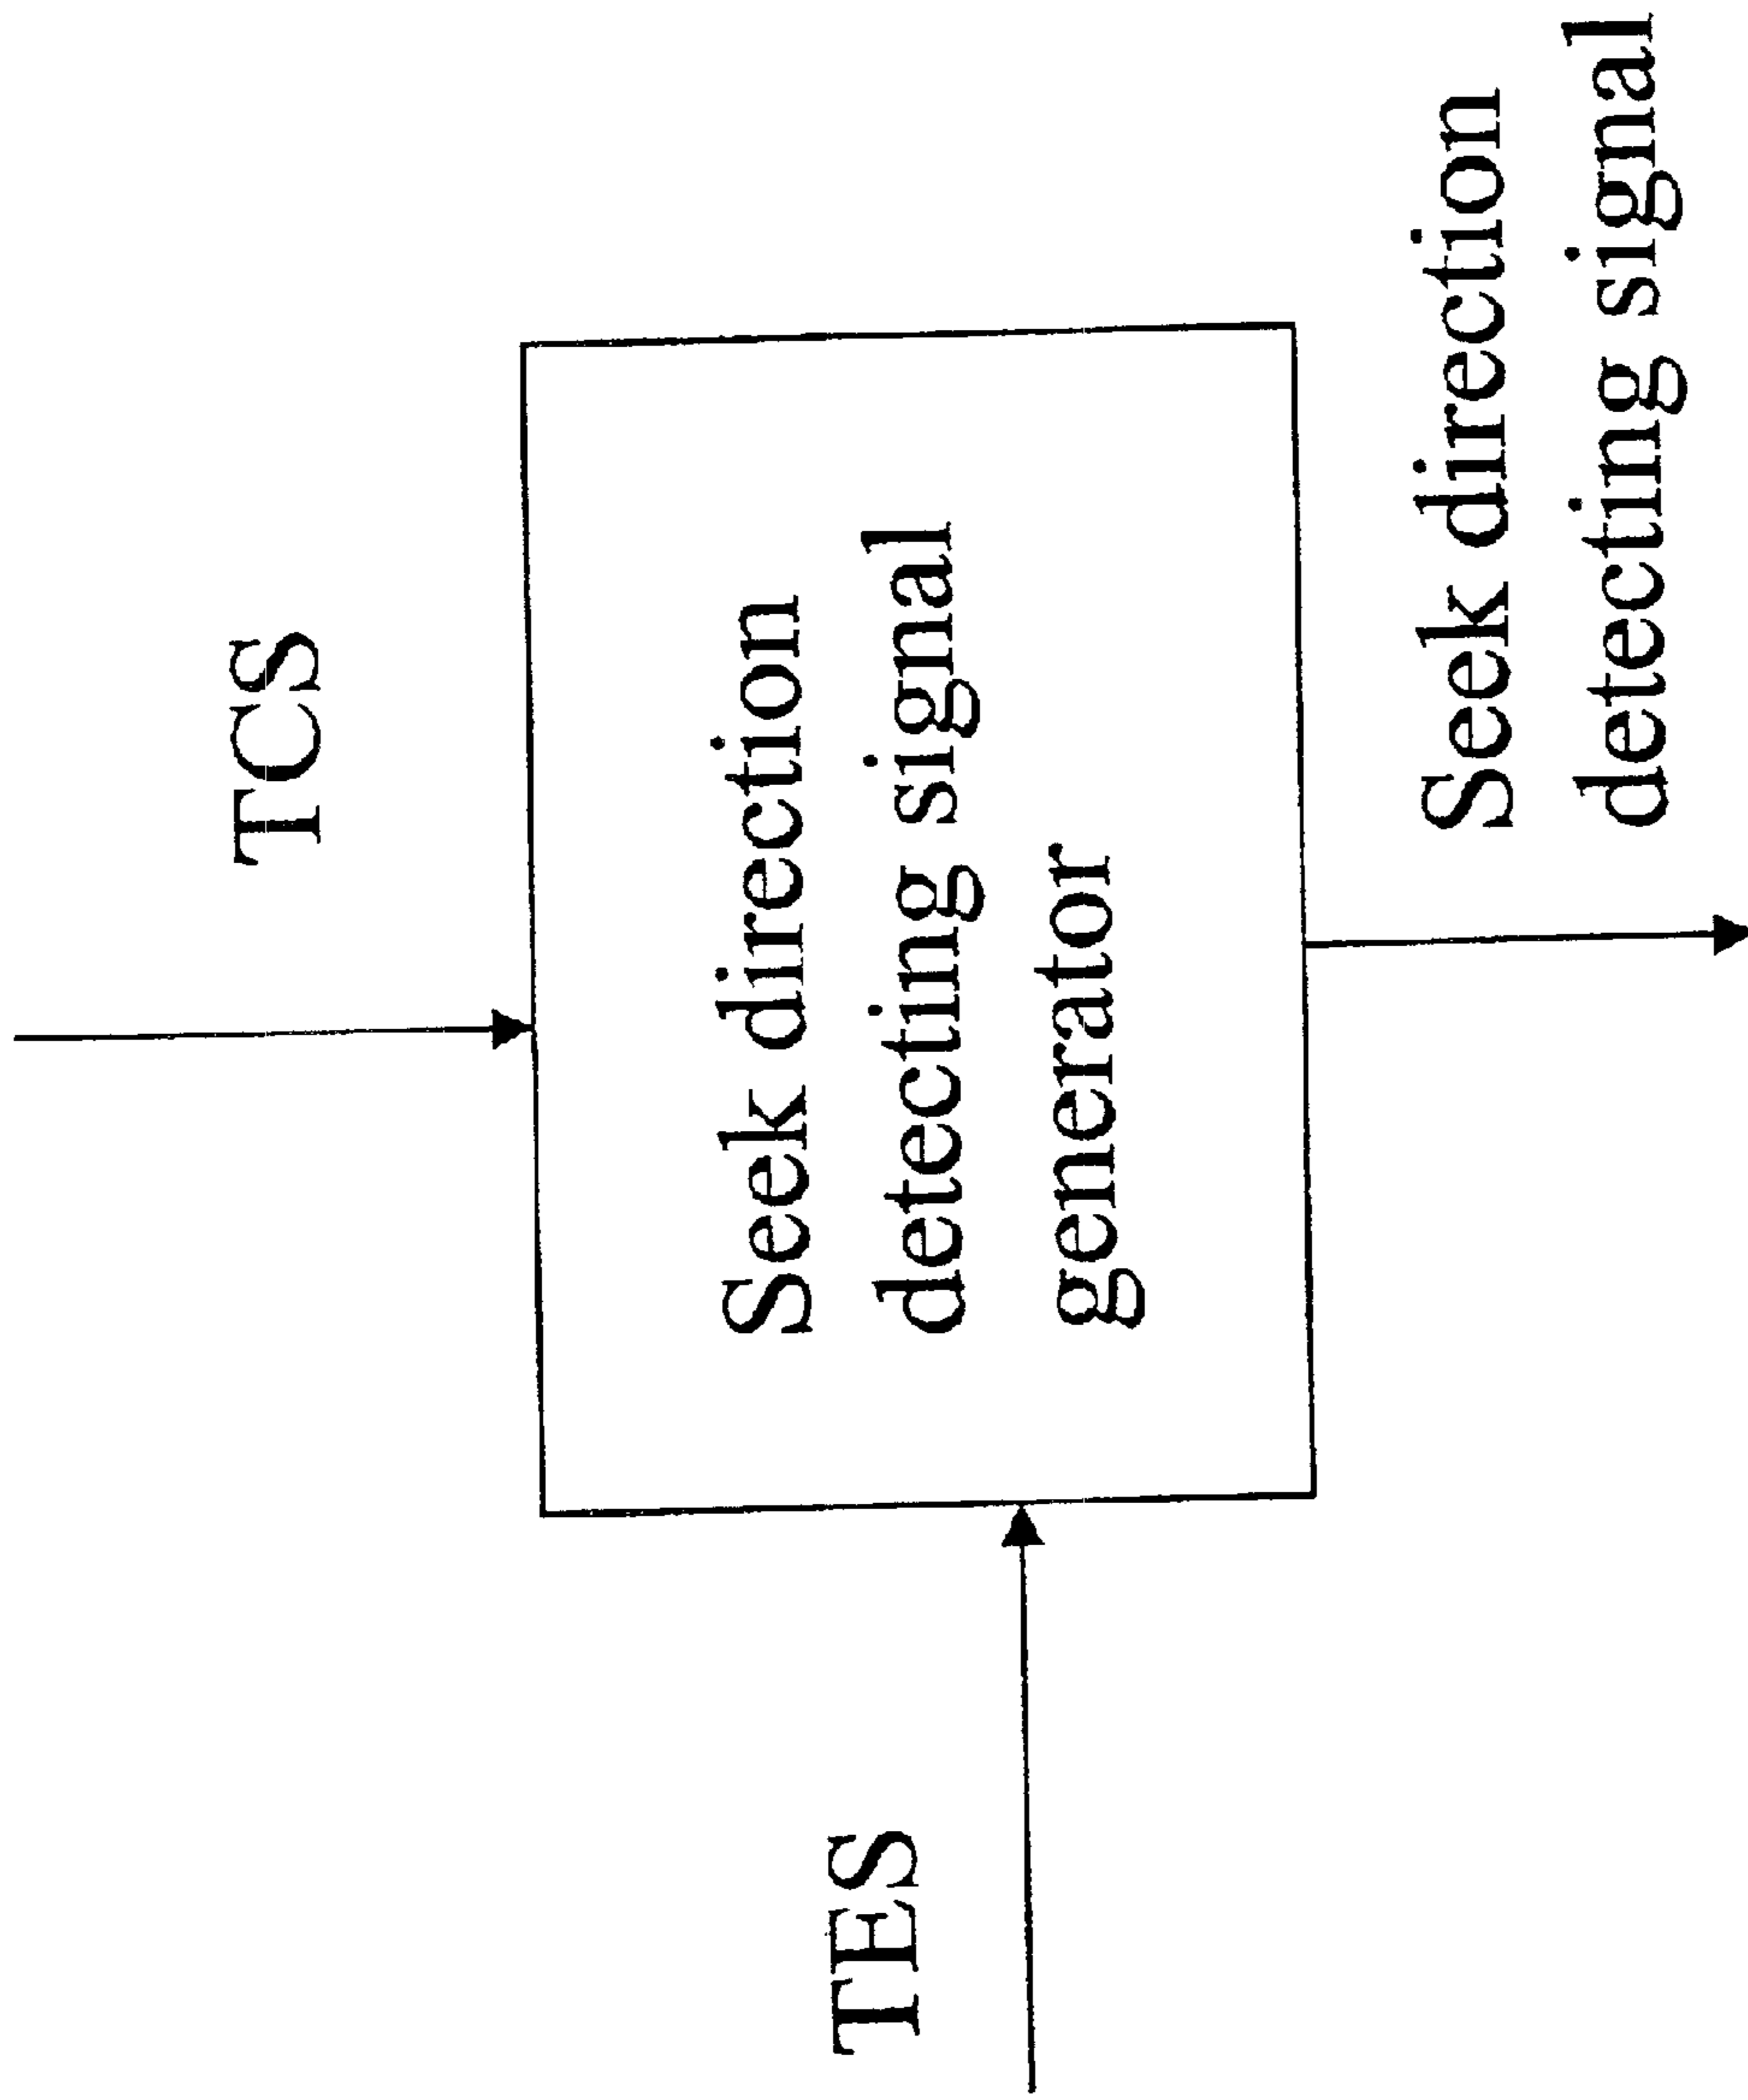 TCS
TES
Seek direction
detecting signal
generator
Seek direction
detecting signal